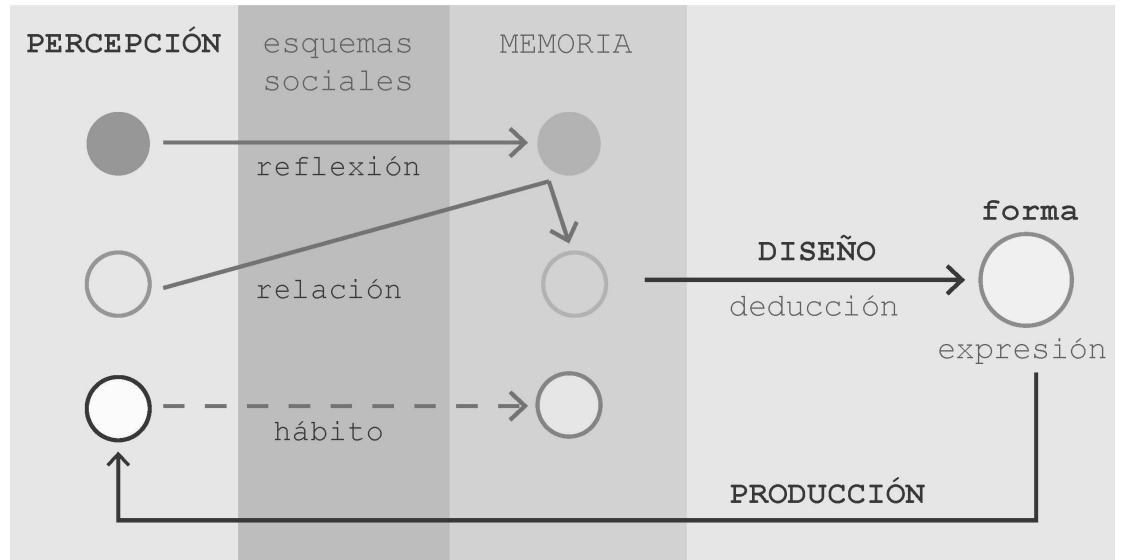 PERCEPCIÓN
esquemas
sociales
MEMORIA
reflexión
relación
hábito
DISEÑO
deducción
forma
expresión
PRODUCCIÓN